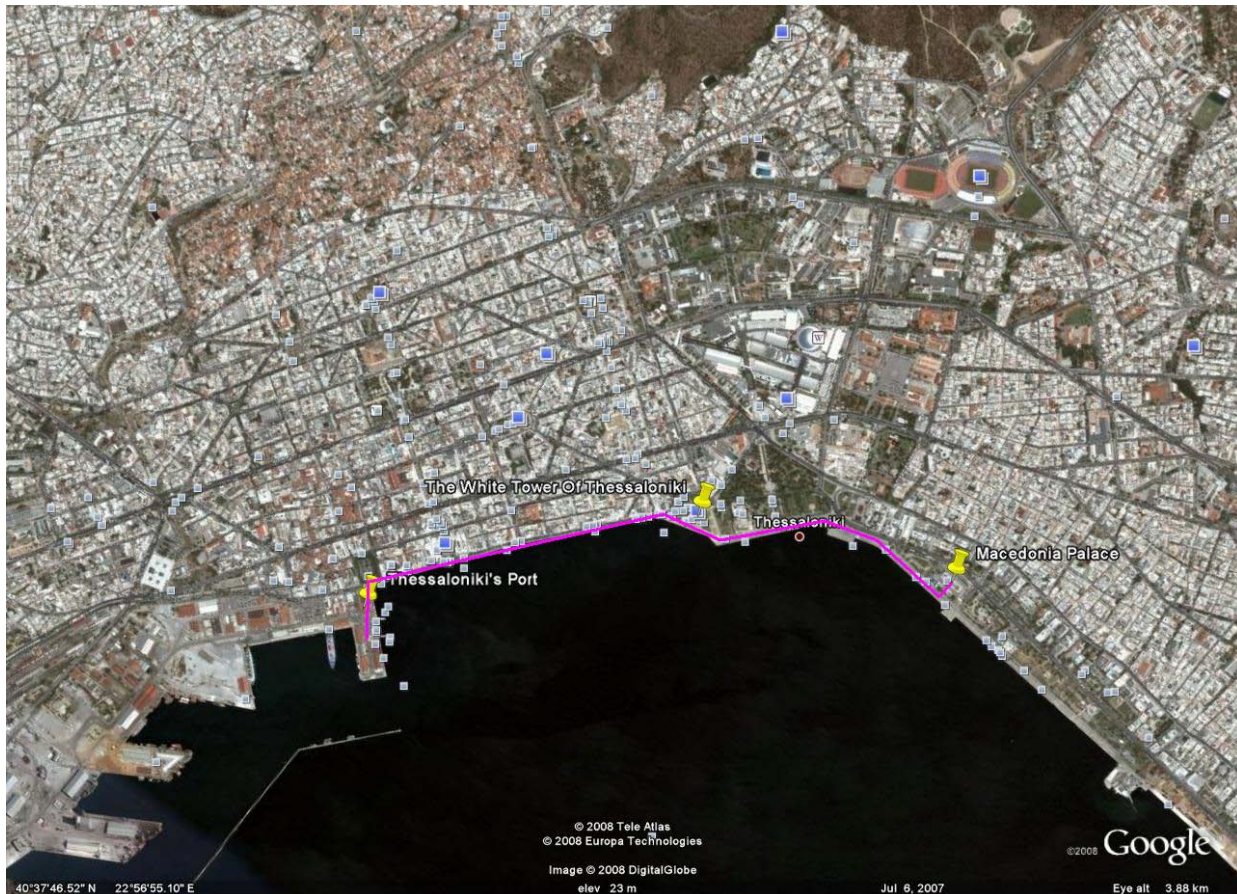 The White Tower Of Thessaloniki
Thessaloniki
Macedonia Palace
Thessaloniki's Port
W
© 2008 Tele Atlas
© 2008 Europa Technologies
Image © 2008 DigitalGlobe
©2008 Google
40°37'46.52" N 22°56'55.10" E elev 23 m Jul 6, 2007 Eye alt 3.88 km